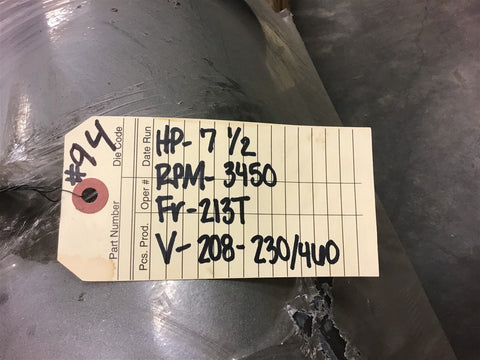 #94
HP- 7 1/2
RPM- 3450
Fr- 213T
V- 208-230/460
Part Number Die Code
Pcs. Prod. Oper # Date Run